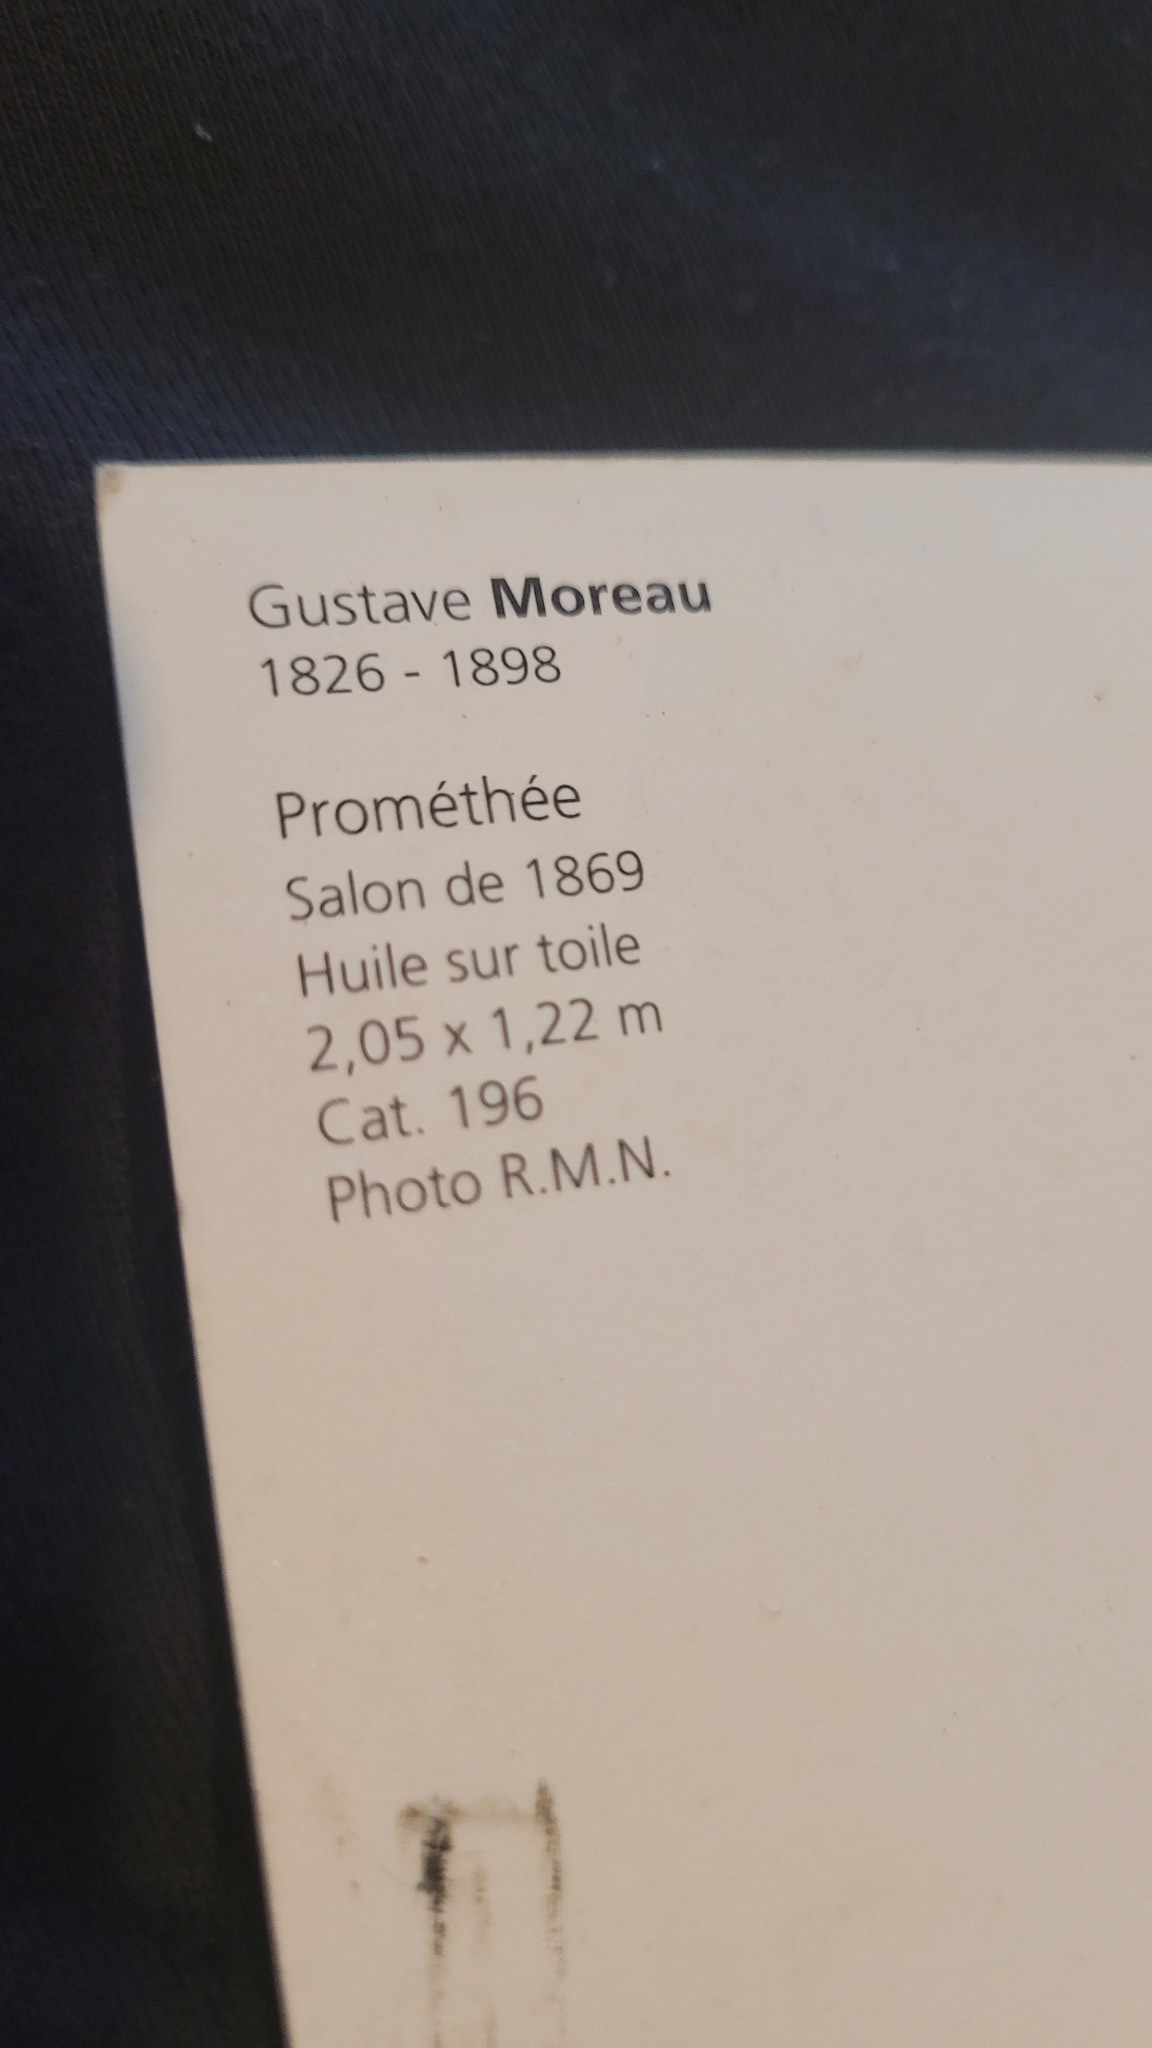 Gustave Moreau
1826 - 1898
Prométhée
Salon de 1869
Huile sur toile
2,05 x 1,22 m
Cat. 196
Photo R.M.N.